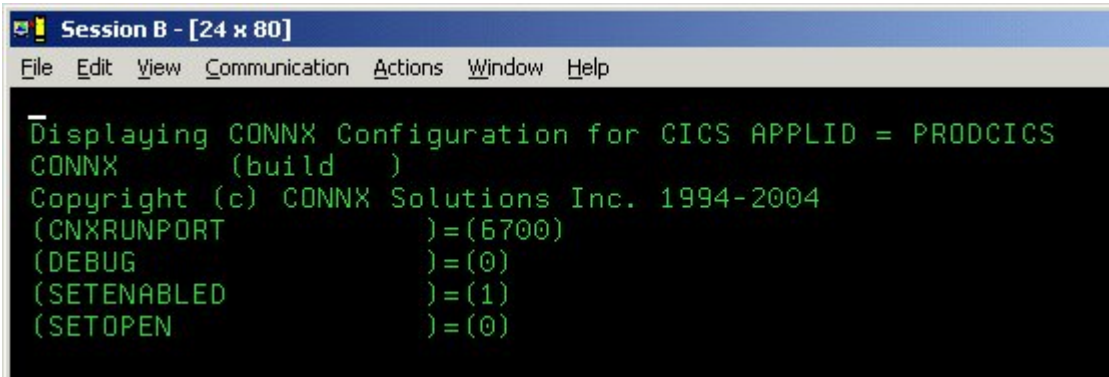 Session B - [24 x 80]
File Edit View Communication Actions Window Help
Displaying CONNX Configuration for CICS APPLID = PRODCICS
CONNX (build )
Copyright (c) CONNX Solutions Inc. 1994-2004
(CNXRUNPORT )=(6700)
(DEBUG )=(0)
(SETENABLED )=(1)
(SETOPEN )=(0)